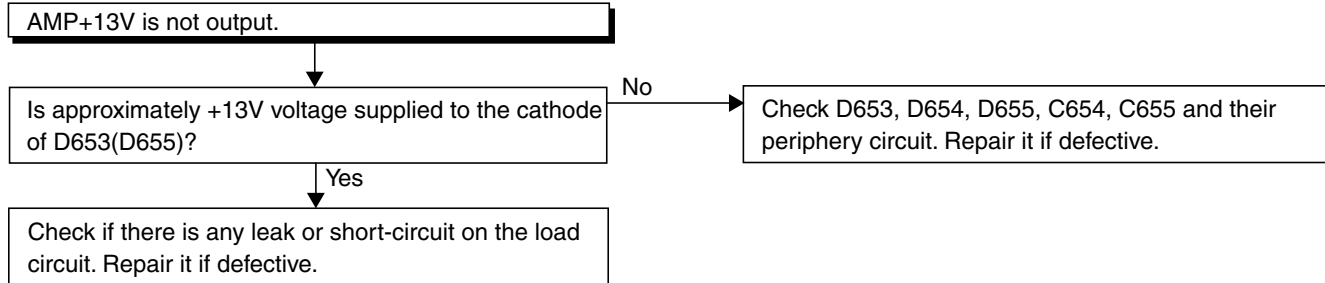 AMP+13V is not output.
Is approximately +13V voltage supplied to the cathode
of D653(D655)?
No
Check D653, D654, D655, C654, C655 and their
periphery circuit. Repair it if defective.
Yes
Check if there is any leak or short-circuit on the load
circuit. Repair it if defective.